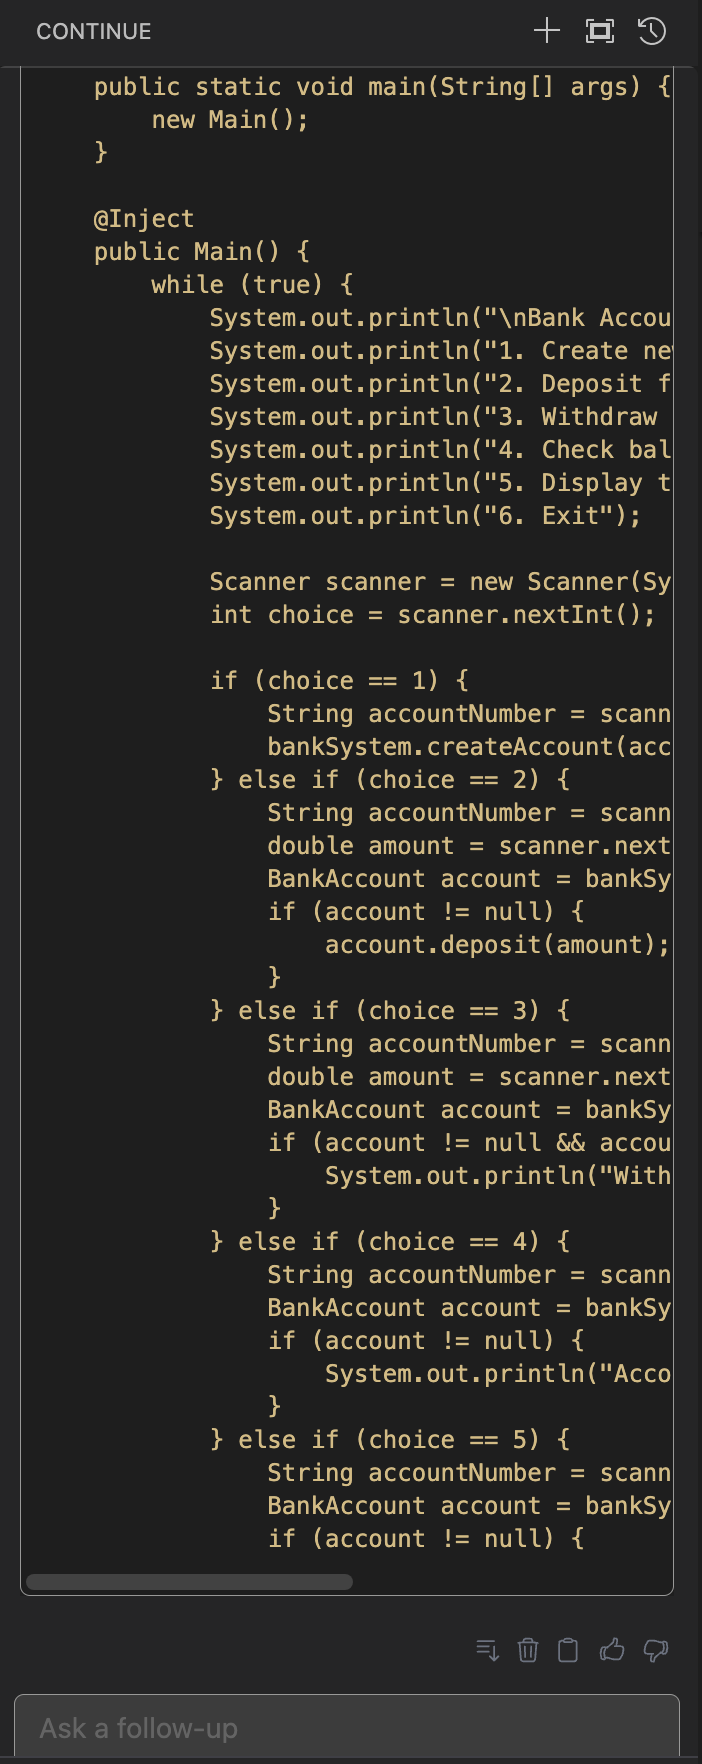 CONTINUE
public static void main(String[] args) {
new Main();
}
@Inject
public Main() {
while (true) {
System.out.println("\nBank Accou
System.out.println("1. Create ne
System.out.println("2. Deposit f
System.out.println("3. Withdraw
System.out.println("4. Check bal
System.out.println("5. Display t
System.out.println("6. Exit");
Scanner scanner = new Scanner(Sy
int choice = scanner.nextInt();
if (choice == 1) {
String accountNumber = scann
bankSystem.createAccount(acc
} else if (choice == 2) {
String accountNumber = scann
double amount = scanner.next
BankAccount account = bankSy
if (account != null) {
account.deposit(amount);
}
} else if (choice == 3) {
String accountNumber = scann
double amount = scanner.next
BankAccount account = bankSy
if (account != null && accou
System.out.println("With
}
} else if (choice == 4) {
String accountNumber = scann
BankAccount account = bankSy
if (account != null) {
System.out.println("Acco
}
} else if (choice == 5) {
String accountNumber = scann
BankAccount account = bankSy
if (account != null) {
Ask a follow-up